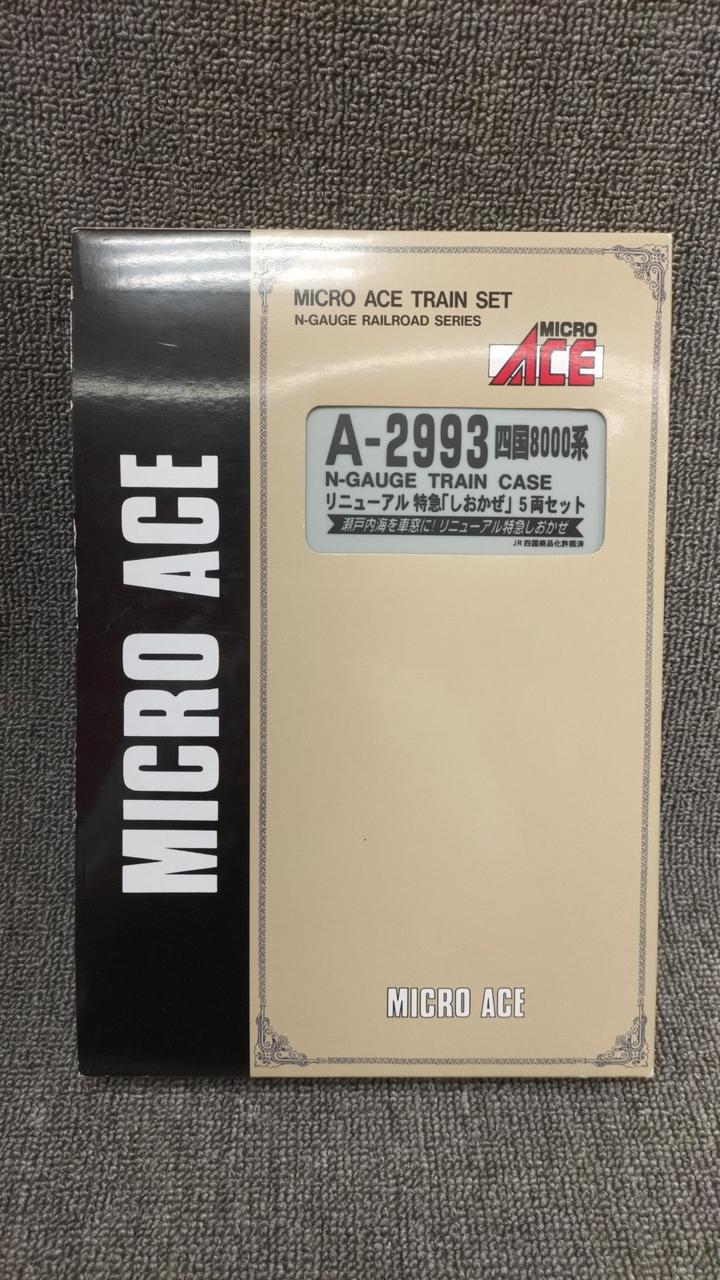 MICRO ACE
MICRO ACE TRAIN SET
N-GAUGE RAILROAD SERIES
MICRO
ACE
A-2993 四国8000系
N-GAUGE TRAIN CASE
リニューアル 特急「しおかぜ」5両セット
瀬戸内海を車窓に! リニューアル特急しおかぜ
JR四国商品化許諾済
MICRO ACE